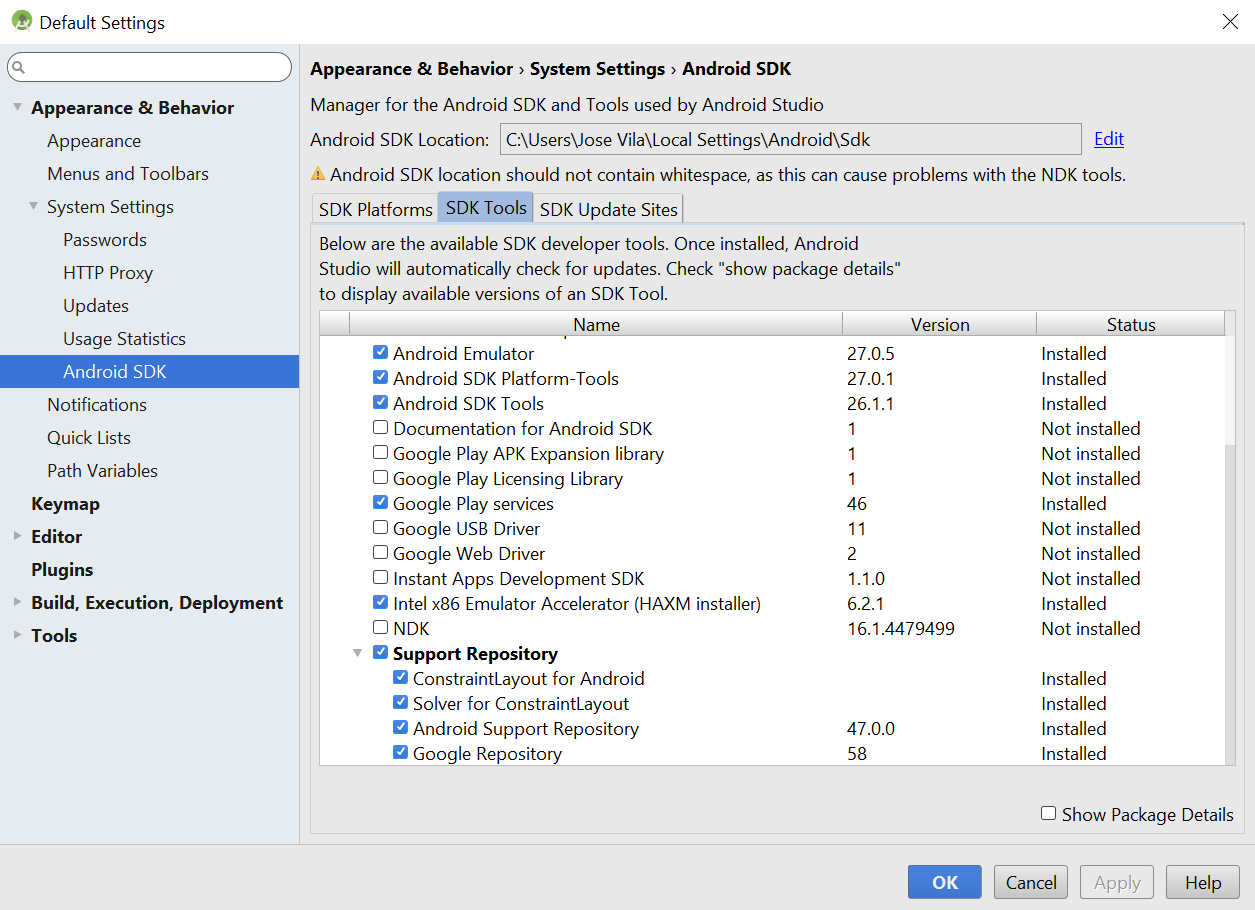 Default Settings
Appearance & Behavior
Appearance
Menus and Toolbars
System Settings
Passwords
HTTP Proxy
Updates
Usage Statistics
Android SDK
Notifications
Quick Lists
Path Variables
Keymap
Editor
Plugins
Build, Execution, Deployment
Tools
Appearance & Behavior › System Settings › Android SDK
Manager for the Android SDK and Tools used by Android Studio
Android SDK Location: C:\Users\Jose Vila\Local Settings\Android\Sdk Edit
Android SDK location should not contain whitespace, as this can cause problems with the NDK tools.
SDK Platforms SDK Tools SDK Update Sites
Below are the available SDK developer tools. Once installed, Android
Studio will automatically check for updates. Check "show package details"
to display available versions of an SDK Tool.
Name Version Status
Android Emulator 27.0.5 Installed
Android SDK Platform-Tools 27.0.1 Installed
Android SDK Tools 26.1.1 Installed
Documentation for Android SDK 1 Not installed
Google Play APK Expansion library 1 Not installed
Google Play Licensing Library 1 Not installed
Google Play services 46 Installed
Google USB Driver 11 Not installed
Google Web Driver 2 Not installed
Instant Apps Development SDK 1.1.0 Not installed
Intel x86 Emulator Accelerator (HAXM installer) 6.2.1 Installed
NDK 16.1.4479499 Not installed
Support Repository
ConstraintLayout for Android Installed
Solver for ConstraintLayout Installed
Android Support Repository 47.0.0 Installed
Google Repository 58 Installed
Show Package Details
OK Cancel Apply Help